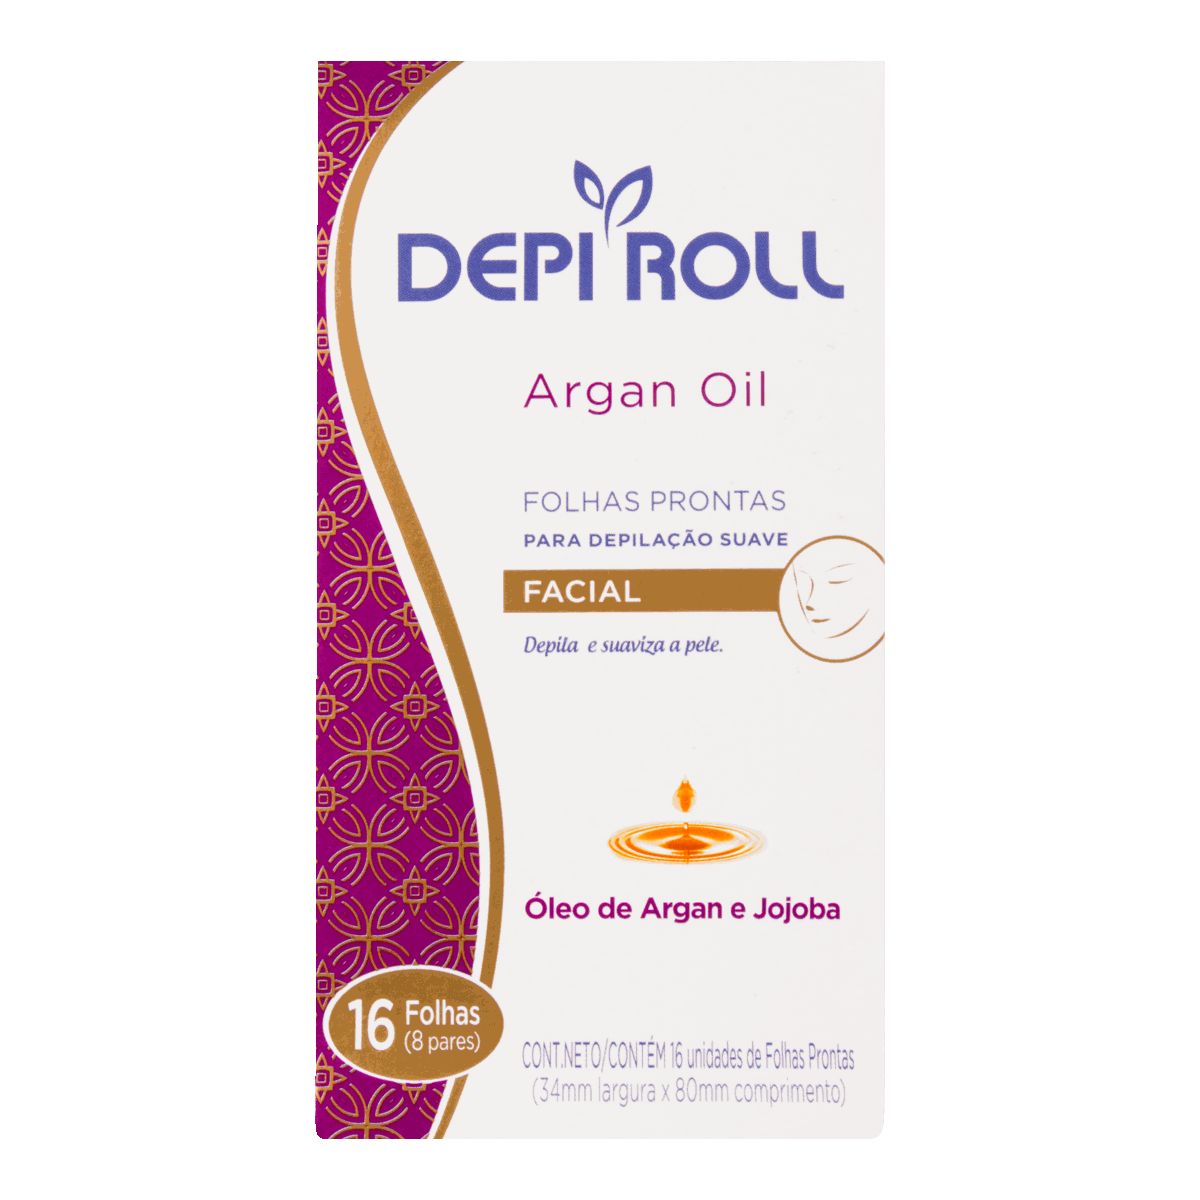 DEPI ROLL
Argan Oil
FOLHAS PRONTAS
PARA DEPILAÇÃO SUAVE
FACIAL
Depila e suaviza a pele.
Óleo de Argan e Jojoba
16 Folhas
(8 pares)
CONT.NETO/CONTÉM 16 unidades de Folhas Prontas
(34mm largura x 80mm comprimento)